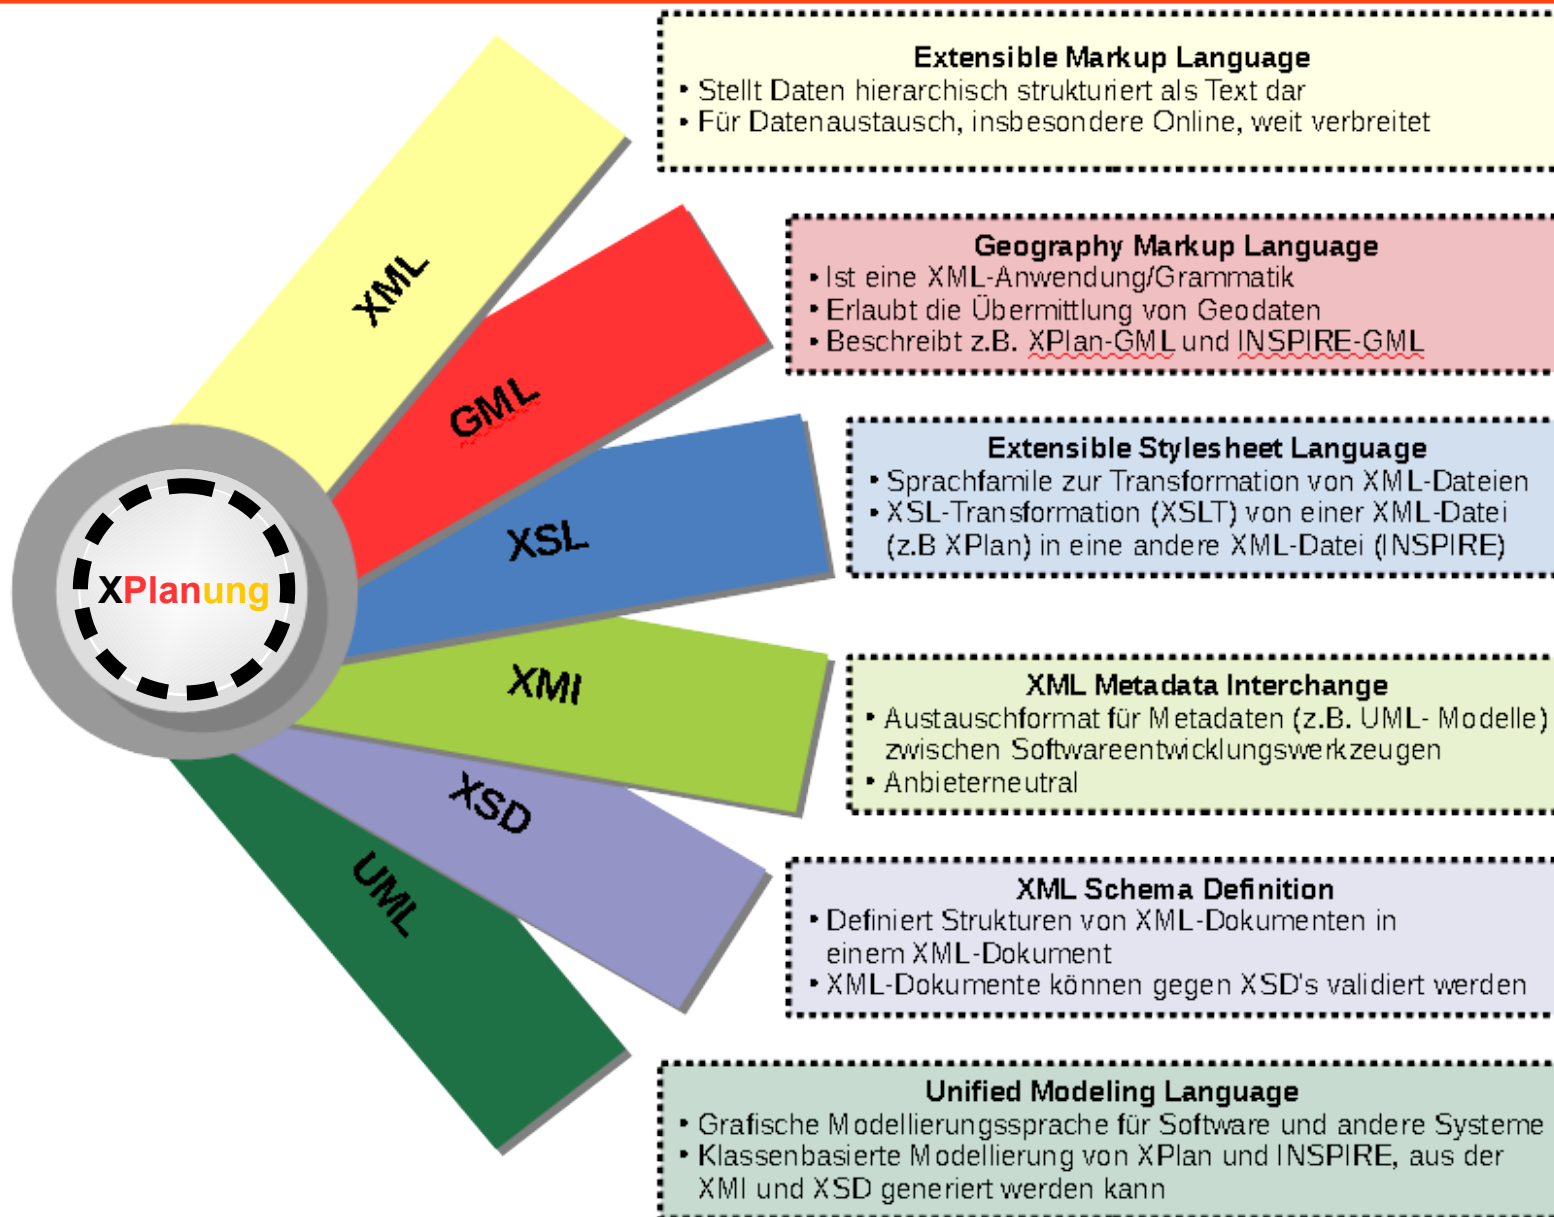 Extensible Markup Language
• Stellt Daten hierarchisch strukturiert als Text dar
• Für Datenaustausch, insbesondere Online, weit verbreitet
XML
Geography Markup Language
• Ist eine XML-Anwendung/Grammatik
• Erlaubt die Übermittlung von Geodaten
• Beschreibt z.B. XPlan-GML und INSPIRE-GML
GML
Extensible Stylesheet Language
• Sprachfamile zur Transformation von XML-Dateien
• XSL-Transformation (XSLT) von einer XML-Datei
(z.B XPlan) in eine andere XML-Datei (INSPIRE)
XSL
XPlanung
XML Metadata Interchange
• Austauschformat für Metadaten (z.B. UML- Modelle)
zwischen Softwareentwicklungswerkzeugen
• Anbieterneutral
XMI
XML Schema Definition
• Definiert Strukturen von XML-Dokumenten in
einem XML-Dokument
• XML-Dokumente können gegen XSD's validiert werden
XSD
UML
Unified Modeling Language
• Grafische Modellierungssprache für Software und andere Systeme
• Klassenbasierte Modellierung von XPlan und INSPIRE, aus der
XMI und XSD generiert werden kann